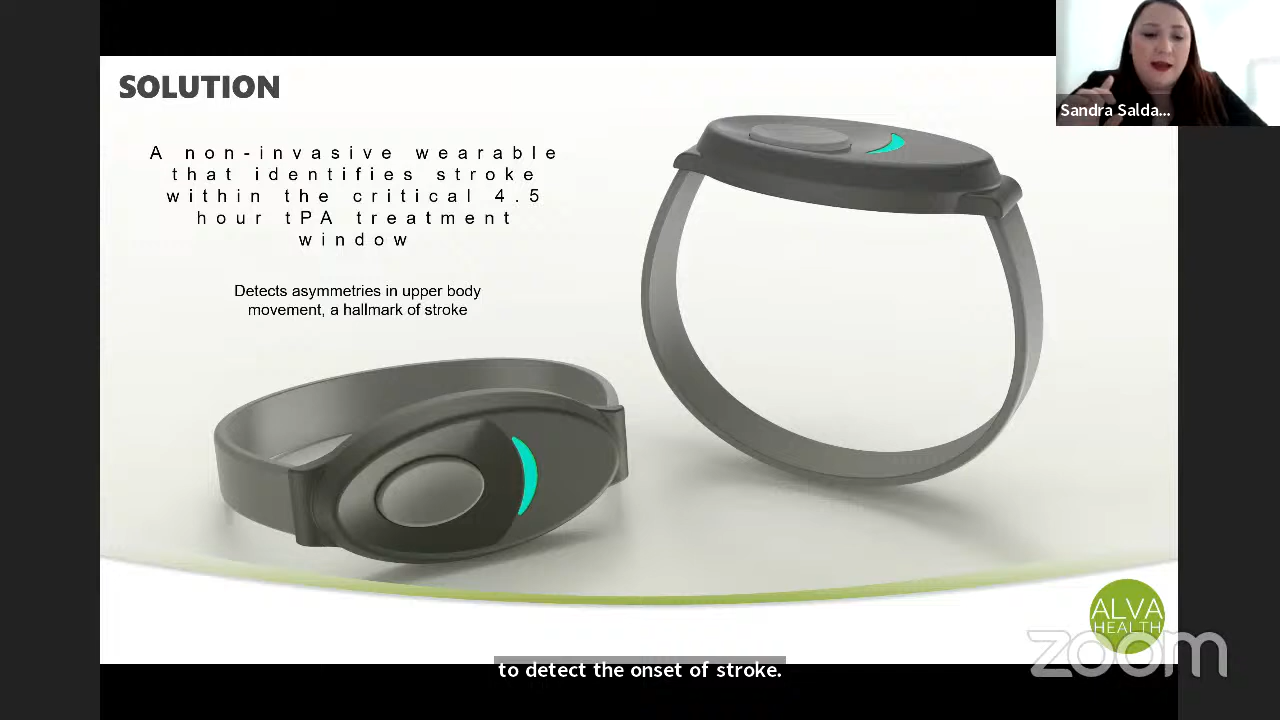 SOLUTION
A non-invasive wearable
that identifies stroke
within the critical 4.5
hour tPA treatment
window
Detects asymmetries in upper body
movement, a hallmark of stroke
Sandra Salda...
ALVA
HEALTH
zoom
to detect the onset of stroke.